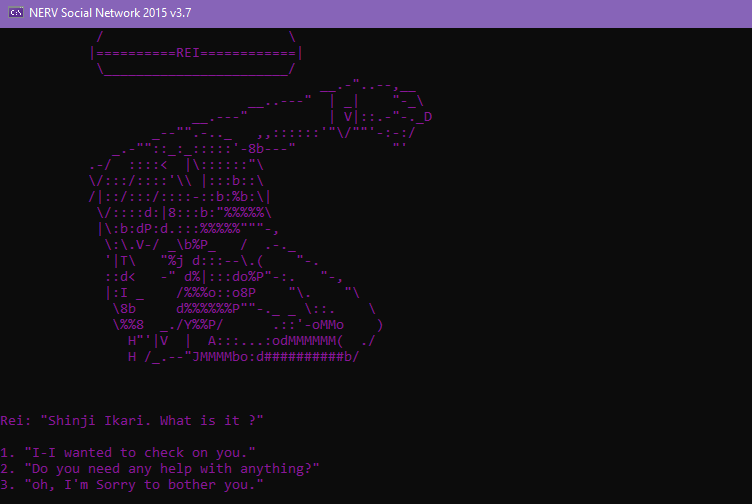 NERV Social Network 2015 v3.7
REI
Rei: "Shinji Ikari. What is it ?"
1. "I-I wanted to check on you."
2. "Do you need any help with anything?"
3. "oh, I'm Sorry to bother you."